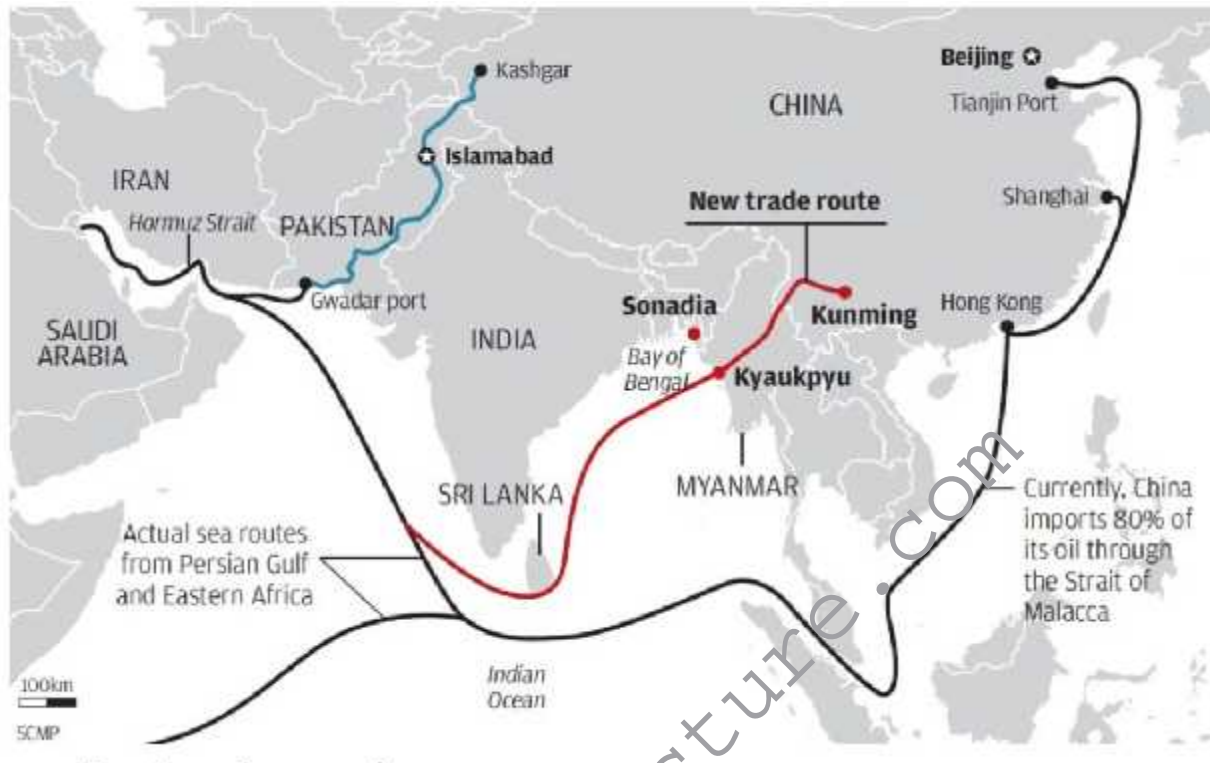 Kashgar
Beijing
Tianjin Port
CHINA
Islamabad
IRAN
Hormuz Strait
PAKISTAN
New trade route
Shanghai
Gwadar port
Sonadia
Kunming
Hong Kong
SAUDI
ARABIA
INDIA
Bay of
Bengal
Kyaukpyu
SRI LANKA
MYANMAR
Currently, China
imports 80% of
its oil through
the Strait of
Malacca
Actual sea routes
from Persian Gulf
and Eastern Africa
Indian
Ocean
100km
SCMP
cture.com